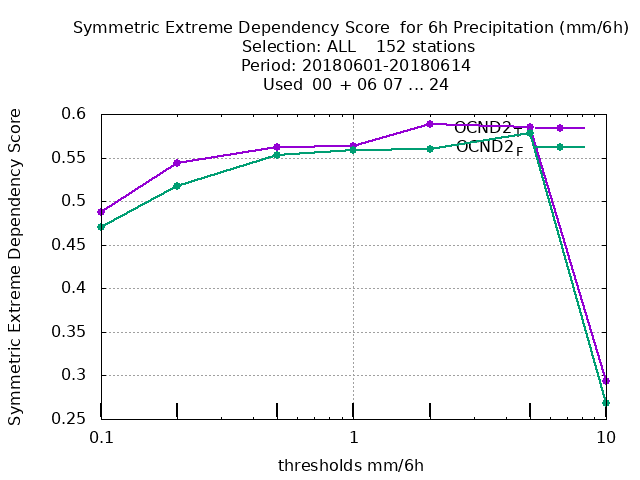 Symmetric Extreme Dependency Score  for 6h Precipitation (mm/6h)
Selection: ALL    152 stations
Period: 20180601-20180614
Used  00 + 06 07 ... 24
Symmetric Extreme Dependency Score
0.6
0.55
0.5
0.45
0.4
0.35
0.3
0.25
OCND2T
OCND2F
0.1
1
10
thresholds mm/6h